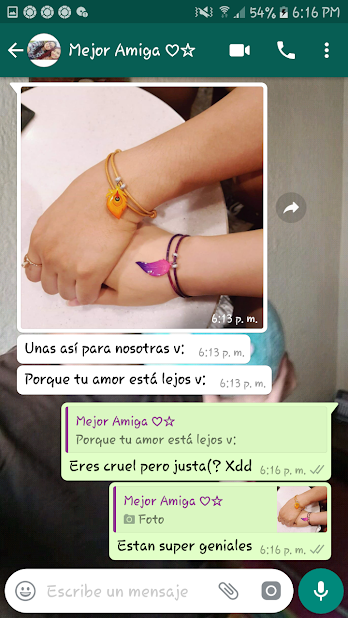 54% 6:16 PM
Mejor Amiga ♡☆
6:13 p. m.
Unas así para nosotras v: 6:13 p. m.
Porque tu amor está lejos v: 6:13 p. m.
Mejor Amiga ♡☆
Porque tu amor está lejos v:
Eres cruel pero justa(? Xdd 6:16 p. m.
Mejor Amiga ♡☆
Foto
Estan super geniales 6:16 p. m.
Escribe un mensaje